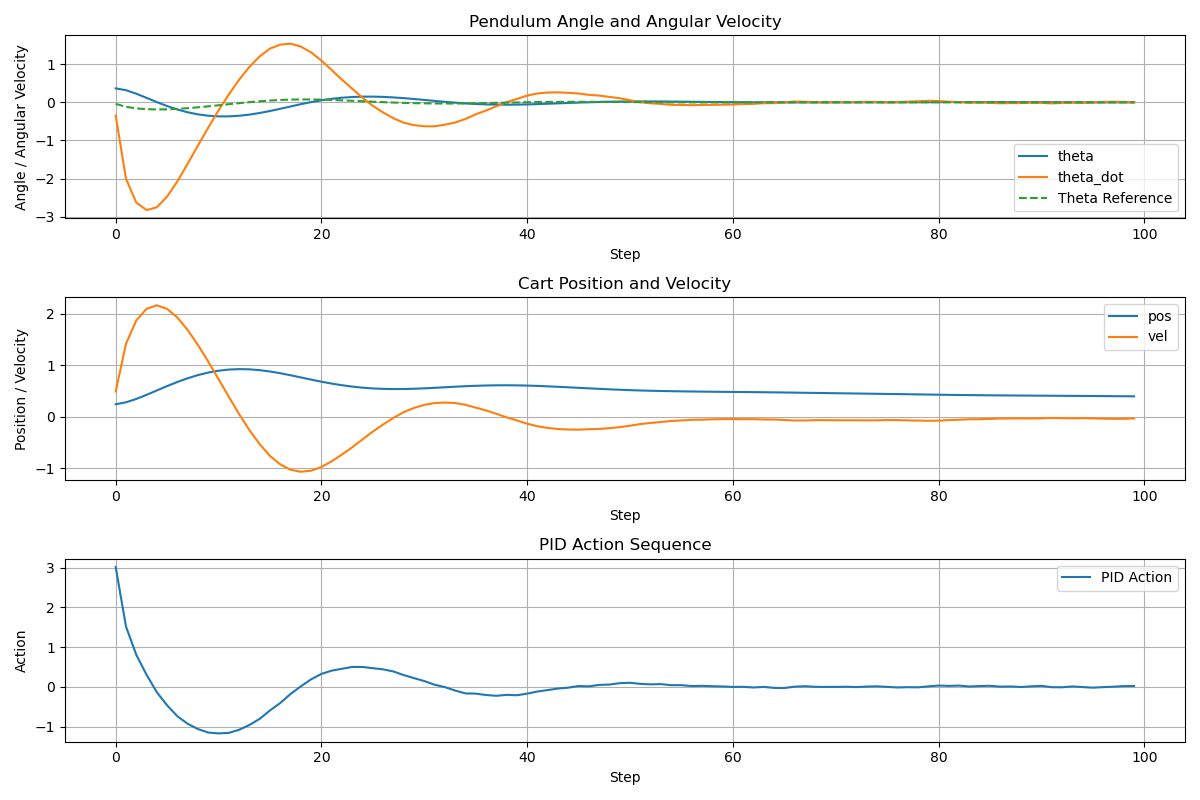 Pendulum Angle and Angular Velocity
Angle / Angular Velocity
1
0
−1
−2
−3
theta
theta_dot
Theta Reference
0 20 40 60 80 100
Step
Cart Position and Velocity
Position / Velocity
2
1
0
−1
pos
vel
0 20 40 60 80 100
Step
PID Action Sequence
Action
3
2
1
0
−1
PID Action
0 20 40 60 80 100
Step